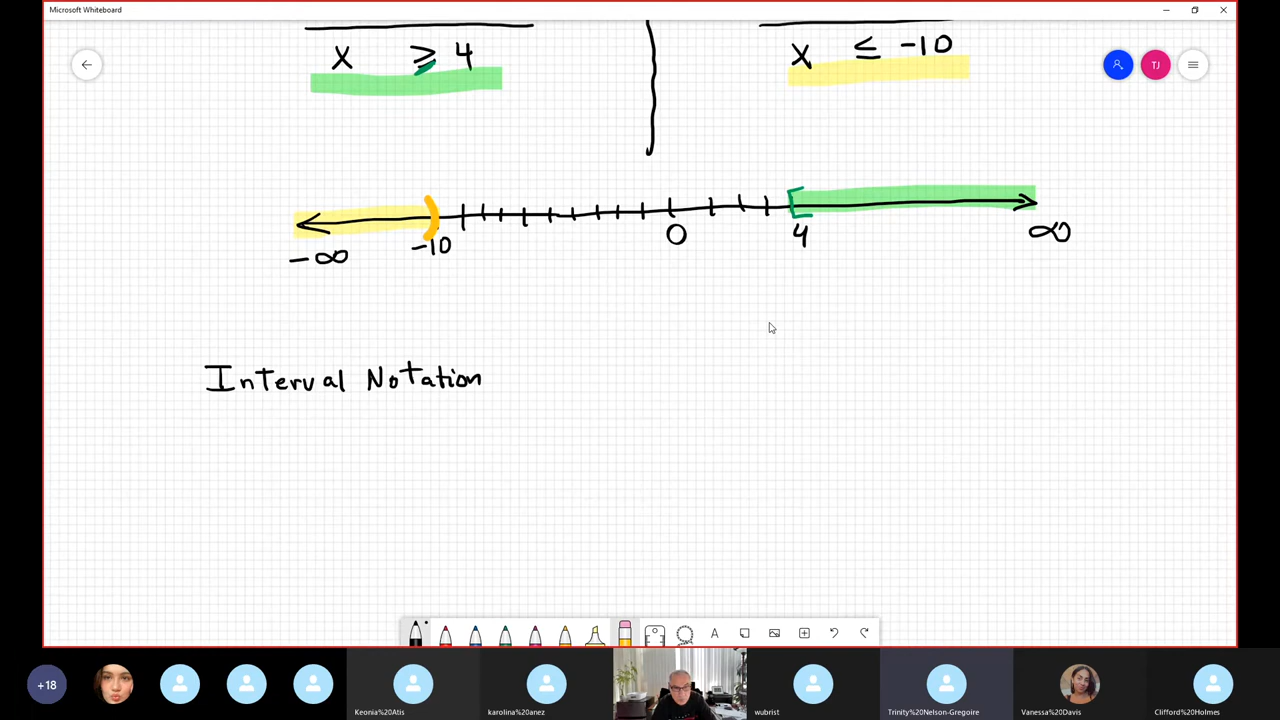 Microsoft Whiteboard
x ≥ 4
x ≤ -10
TJ
-∞ -10 0 4 ∞
Interval Notation
A
+18
Keonia%20Atis
karolina%20anez
wubrist
Trinity%20Nelson-Gregoire
Vanessa%20Davis
Clifford%20Holmes